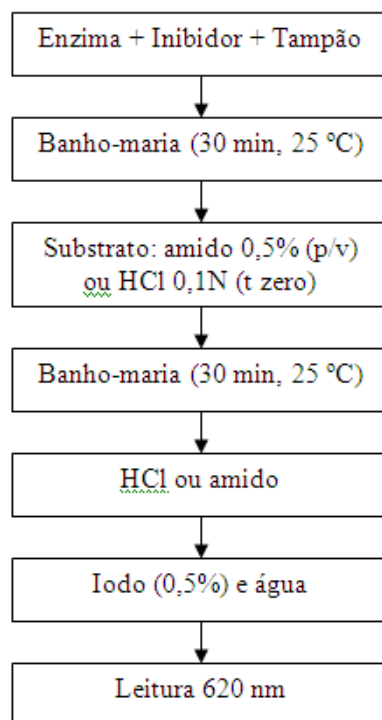 Enzima + Inibidor + Tampão
Banho-maria (30 min, 25 ºC)
Substrato: amido 0,5% (p/v)
ou HCl 0,1N (t zero)
Banho-maria (30 min, 25 ºC)
HCl ou amido
Iodo (0,5%) e água
Leitura 620 nm